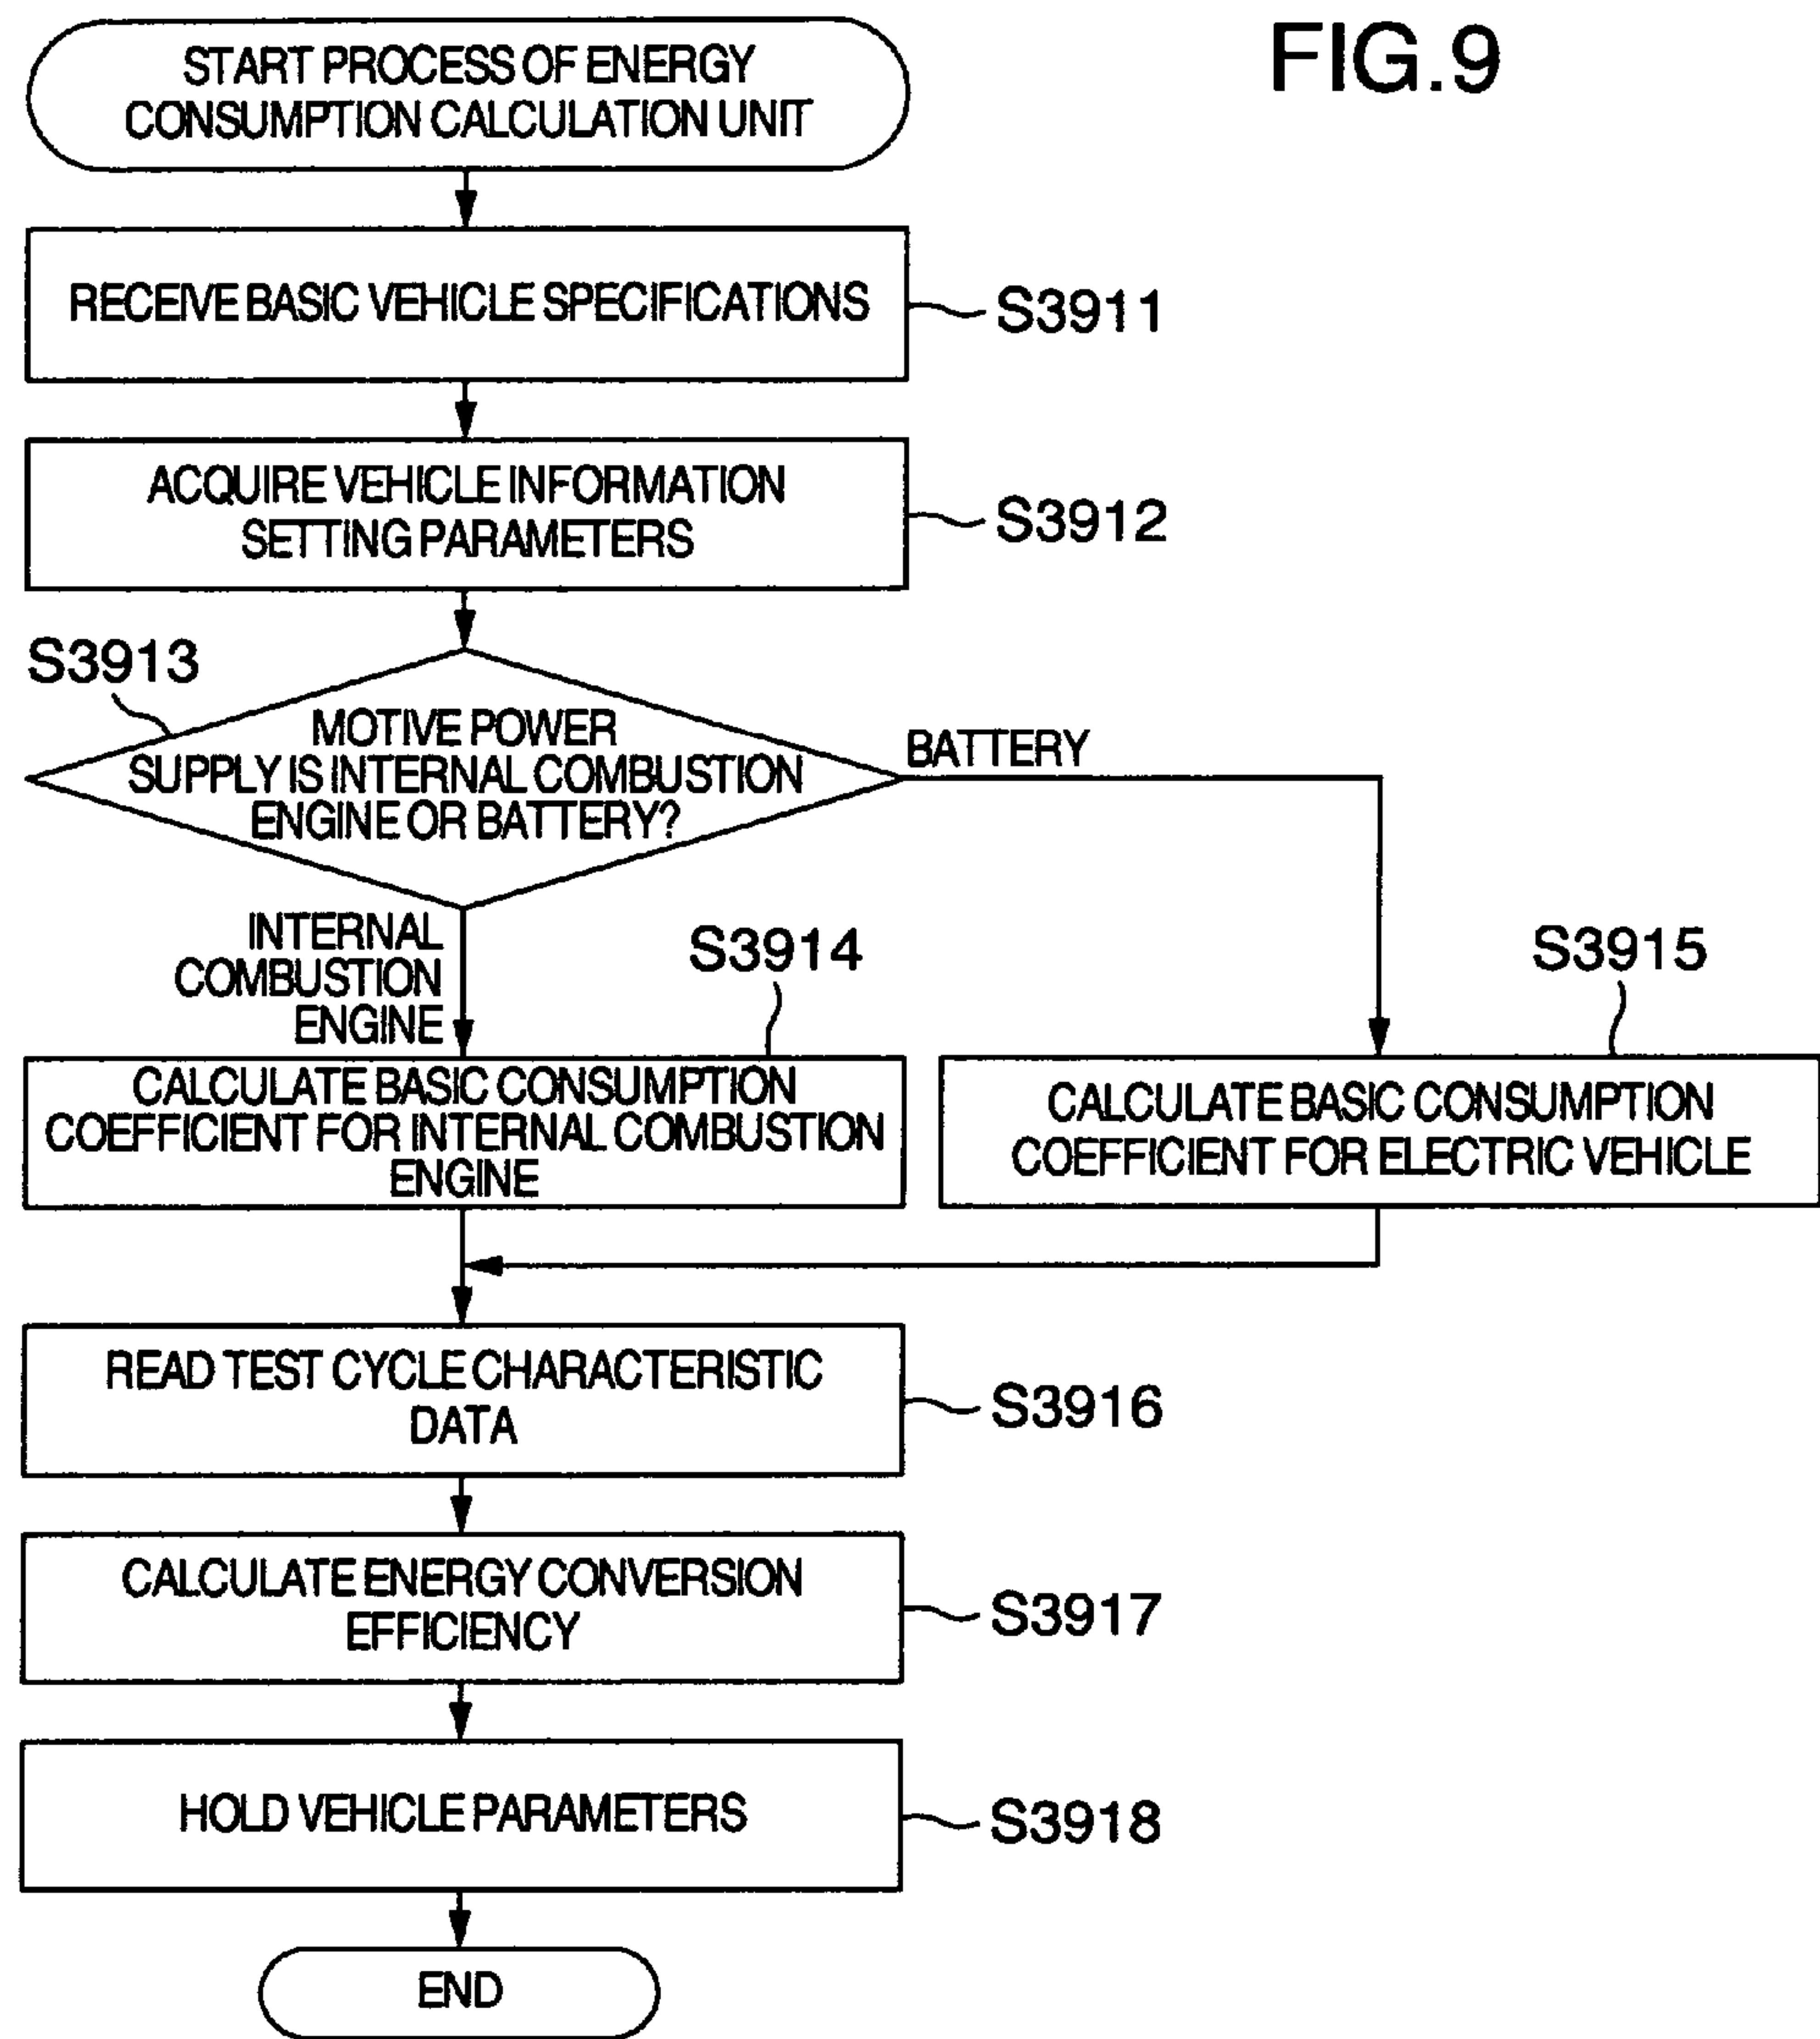 FIG.9
START PROCESS OF ENERGY
CONSUMPTION CALCULATION UNIT
RECEIVE BASIC VEHICLE SPECIFICATIONS
S3911
ACQUIRE VEHICLE INFORMATION
SETTING PARAMETERS
S3912
S3913
MOTIVE POWER
SUPPLY IS INTERNAL COMBUSTION
ENGINE OR BATTERY?
BATTERY
INTERNAL
COMBUSTION
ENGINE
S3914
S3915
CALCULATE BASIC CONSUMPTION
COEFFICIENT FOR INTERNAL COMBUSTION
ENGINE
CALCULATE BASIC CONSUMPTION
COEFFICIENT FOR ELECTRIC VEHICLE
READ TEST CYCLE CHARACTERISTIC
DATA
S3916
CALCULATE ENERGY CONVERSION
EFFICIENCY
S3917
HOLD VEHICLE PARAMETERS
S3918
END